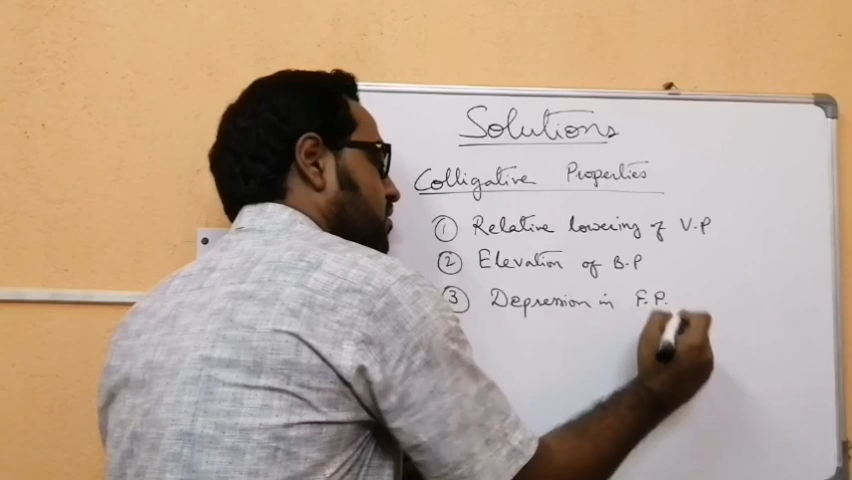 Solutions
Colligative Properties
① Relative lowering of V.P
② Elevation of B.P
③ Depression in F.P.